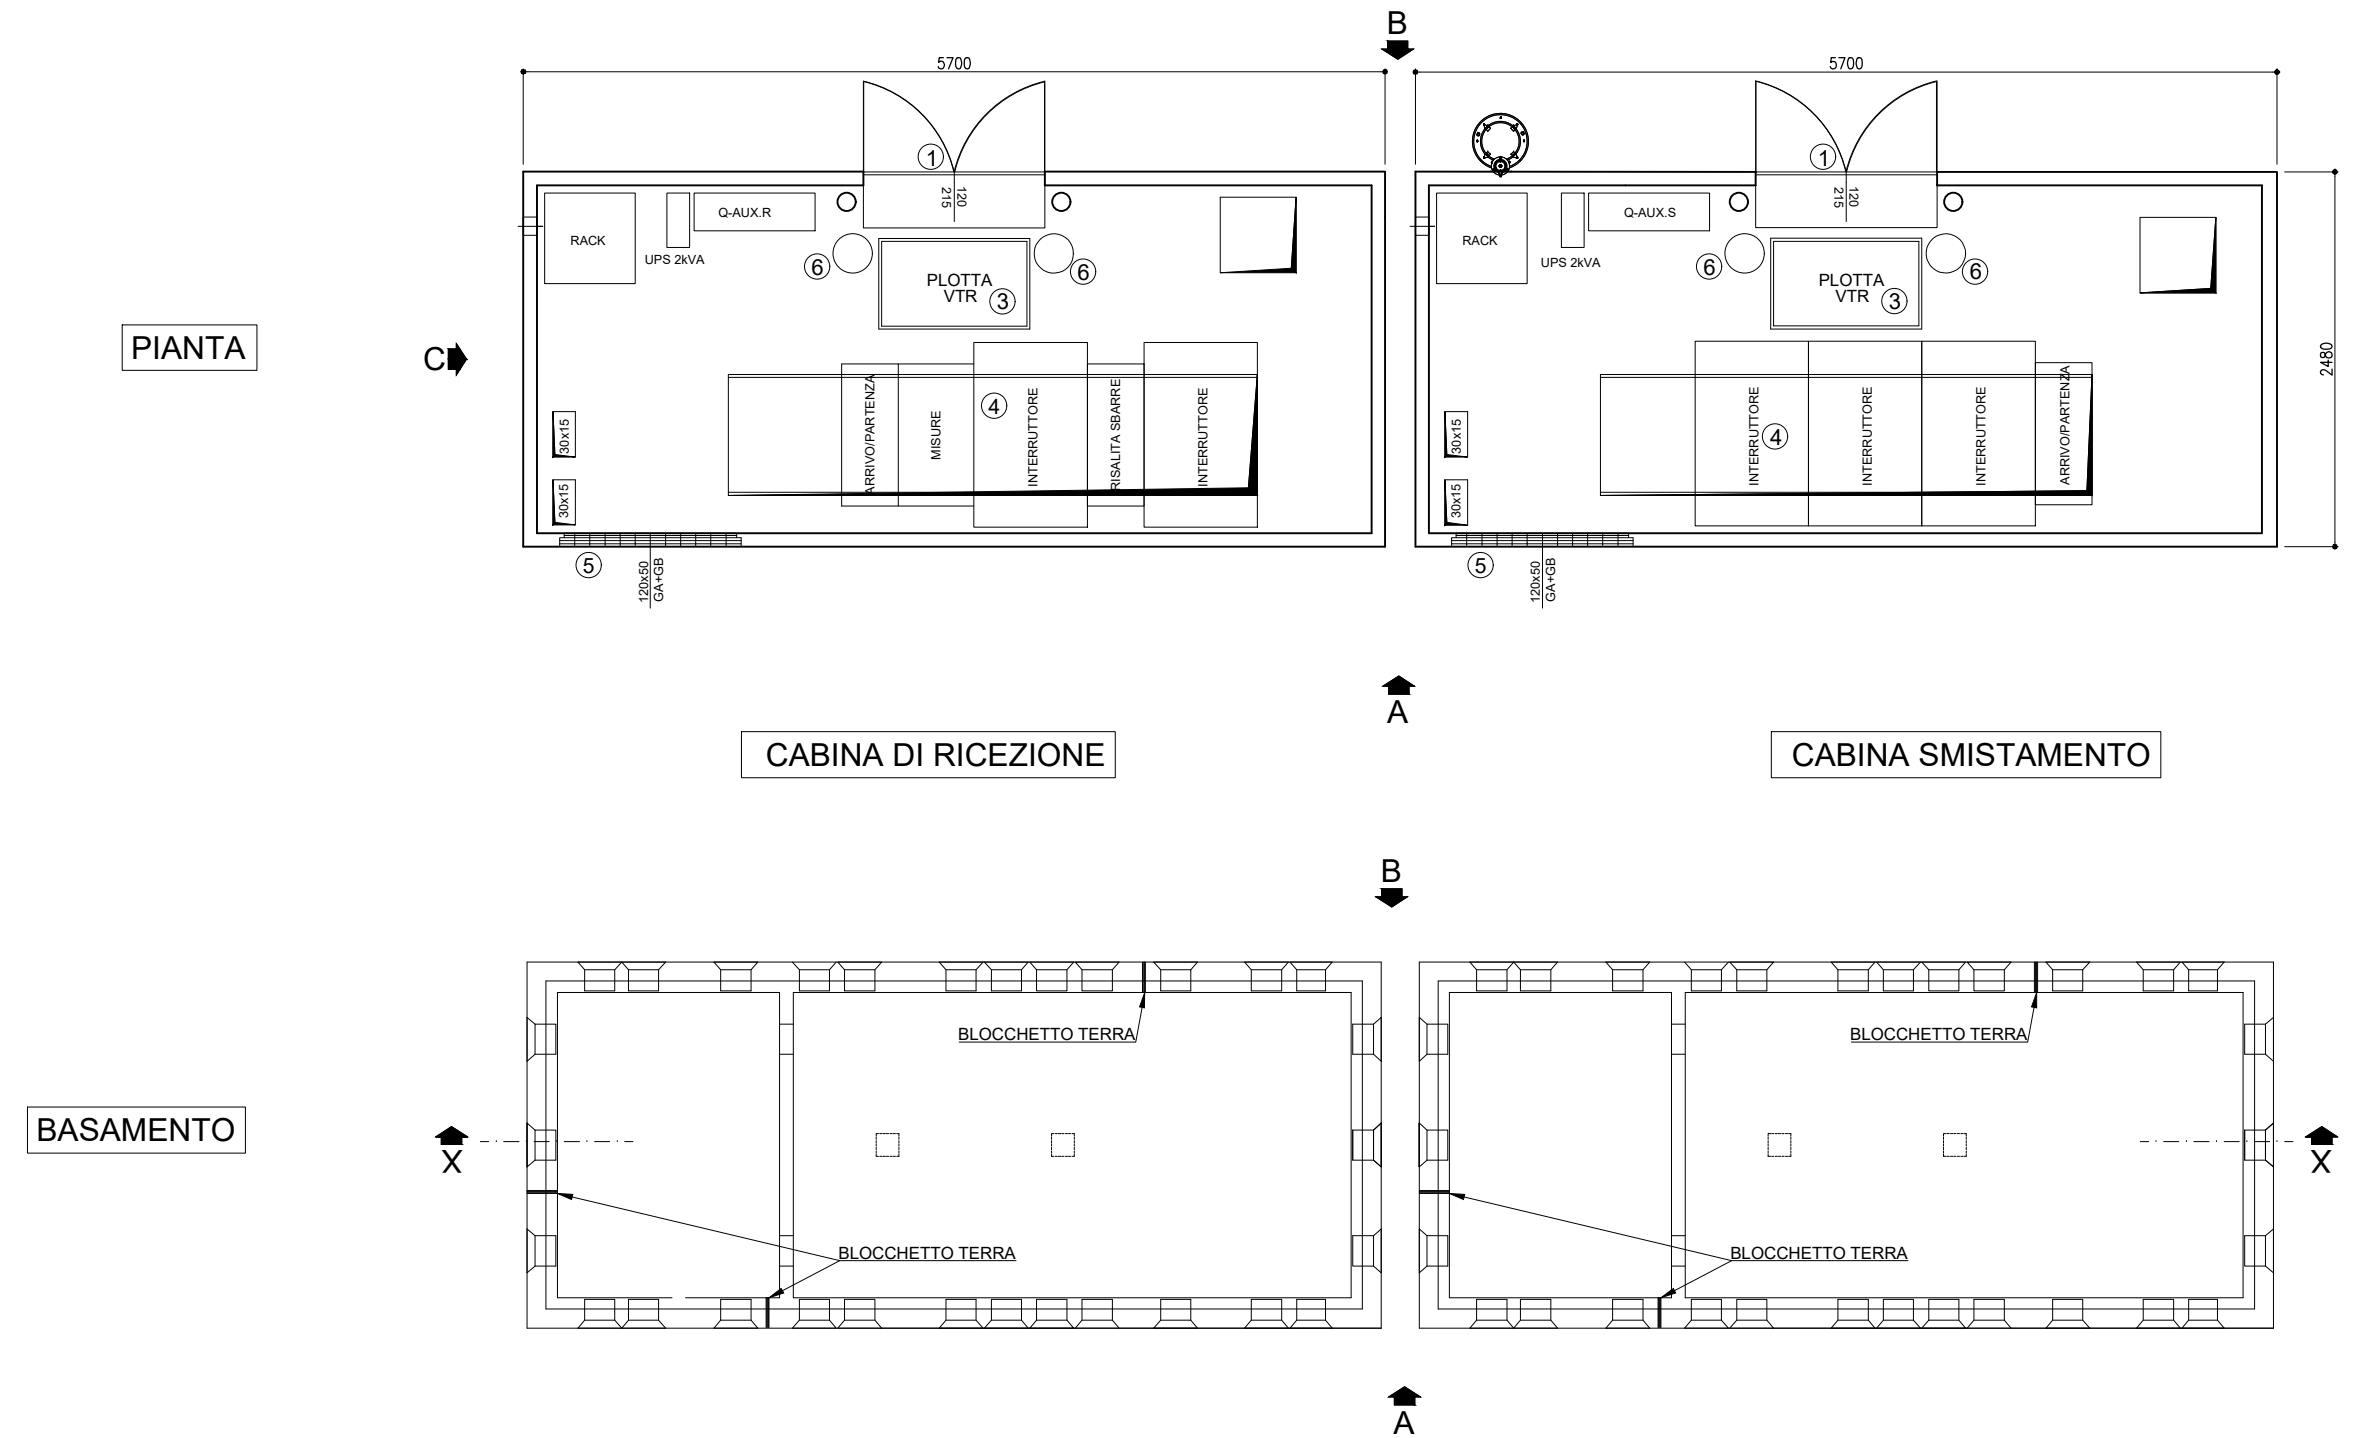 B
5700
5700
1
1
120
215
120
215
RACK
UPS 2kVA
Q-AUX.R
6
6
PLOTTA
VTR
3
RACK
UPS 2kVA
Q-AUX.S
6
6
PLOTTA
VTR
3
PIANTA
C
2480
30x15
30x15
ARRIVO/PARTENZA
MISURE
4
INTERRUTTORE
RISALITA SBARRE
INTERRUTTORE
30x15
30x15
INTERRUTTORE
4
INTERRUTTORE
INTERRUTTORE
ARRIVO/PARTENZA
5
120x50
GA+GB
5
120x50
GA+GB
A
CABINA DI RICEZIONE
CABINA SMISTAMENTO
B
BLOCCHETTO TERRA
BLOCCHETTO TERRA
BASAMENTO
X
X
BLOCCHETTO TERRA
BLOCCHETTO TERRA
A